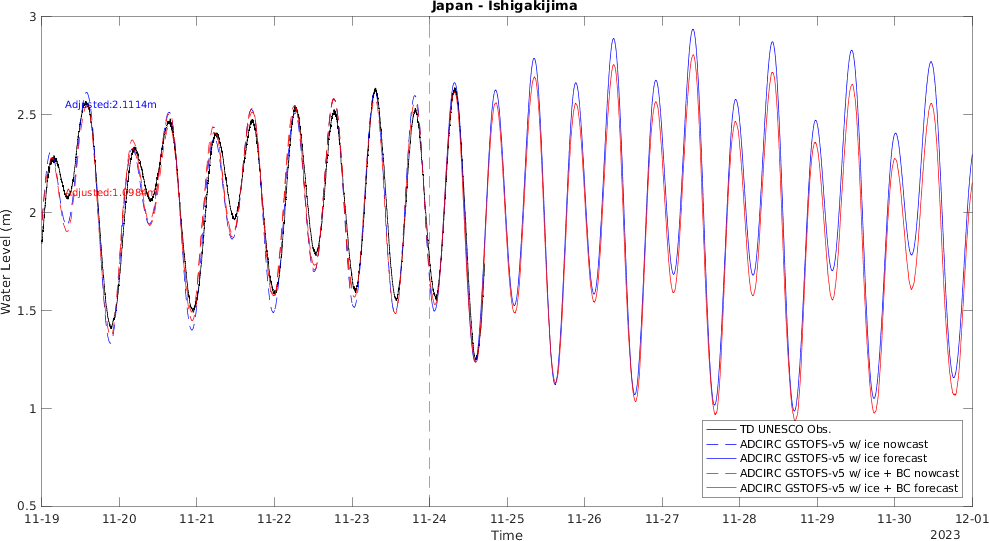 Japan - Ishigakijima
Water Level (m)
3
2.5
2
1.5
1
0.5
Adjusted:2.1114m
11-19
11-20
11-21
11-22
11-23
11-24
11-25
11-26
11-27
11-28
11-29
11-30
12-01
Time
2023
TD UNESCO Obs.
ADCIRC GSTOFS-v5 w/ ice nowcast
ADCIRC GSTOFS-v5 w/ ice forecast
ADCIRC GSTOFS-v5 w/ ice + BC nowcast
ADCIRC GSTOFS-v5 w/ ice + BC forecast